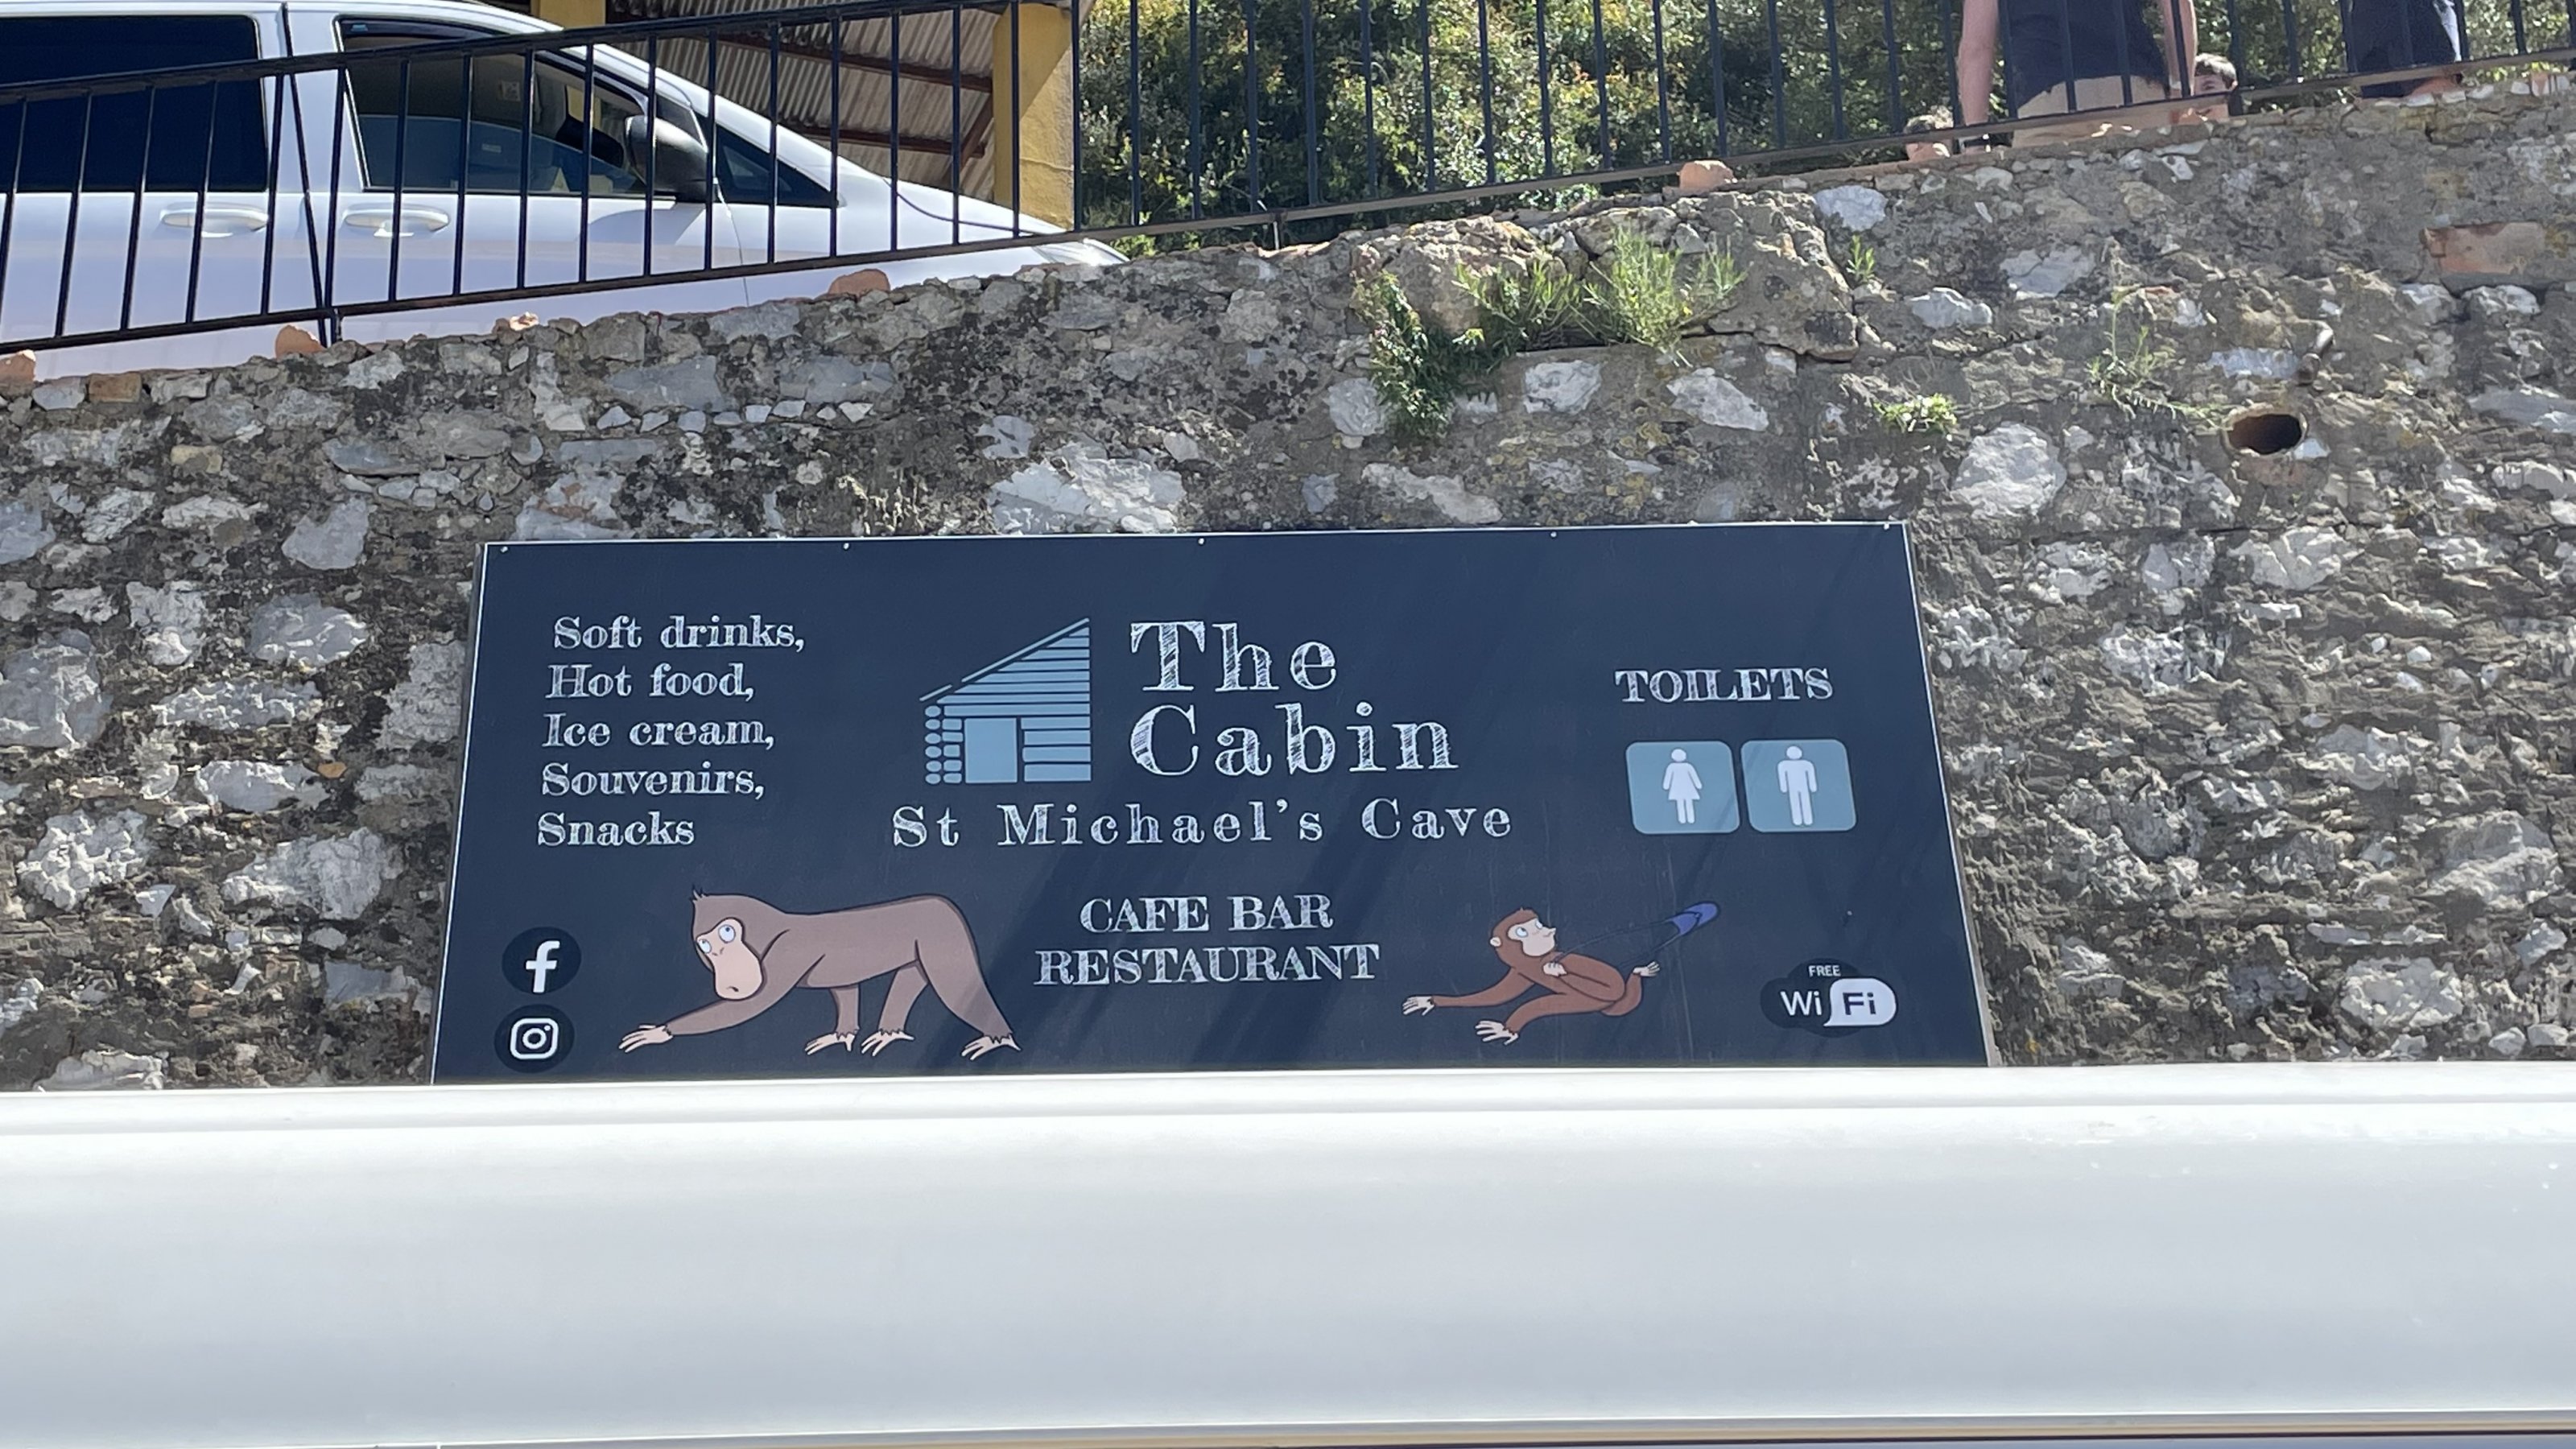 Soft drinks,
Hot food,
Ice cream,
Souvenirs,
Snacks
The
Cabin
St Michael's Cave
CAFE BAR
RESTAURANT
TOILETS
FREE
Wi Fi